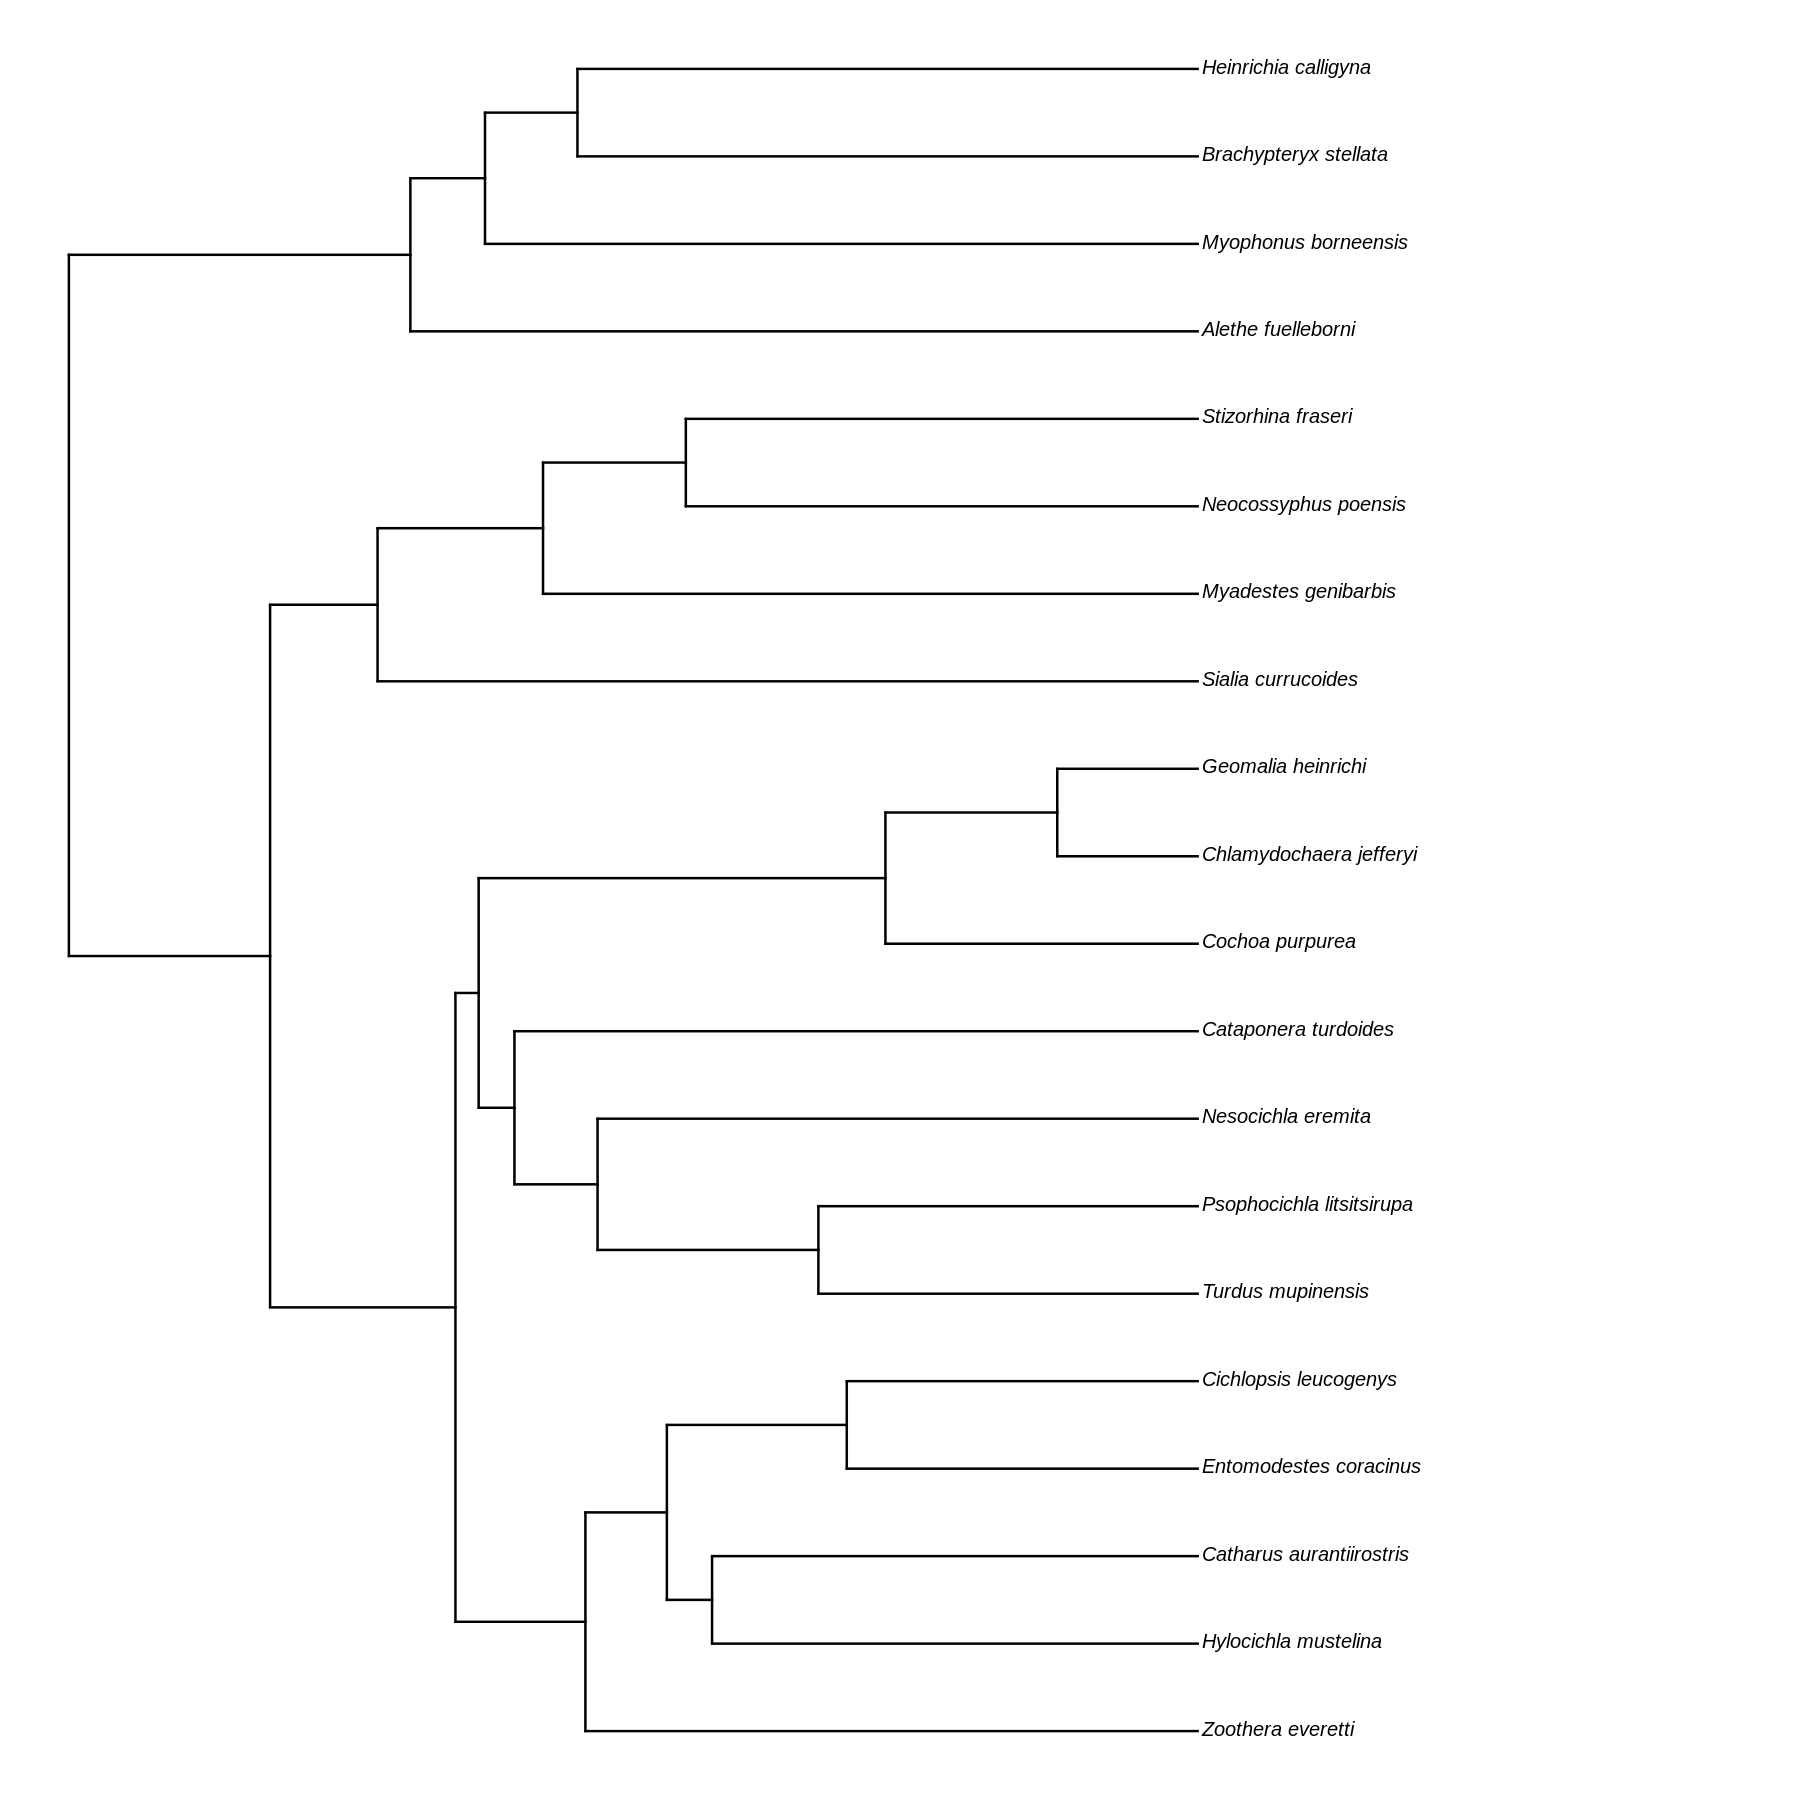 Heinrichia calligyna
Brachypteryx stellata
Myophonus borneensis
Alethe fuelleborni
Stizorhina fraseri
Neocossyphus poensis
Myadestes genibarbis
Sialia currucoides
Geomalia heinrichi
Chlamydochaera jefferyi
Cochoa purpurea
Cataponera turdoides
Nesocichla eremita
Psophocichla litsitsirupa
Turdus mupinensis
Cichlopsis leucogenys
Entomodestes coracinus
Catharus aurantiirostris
Hylocichla mustelina
Zoothera everetti